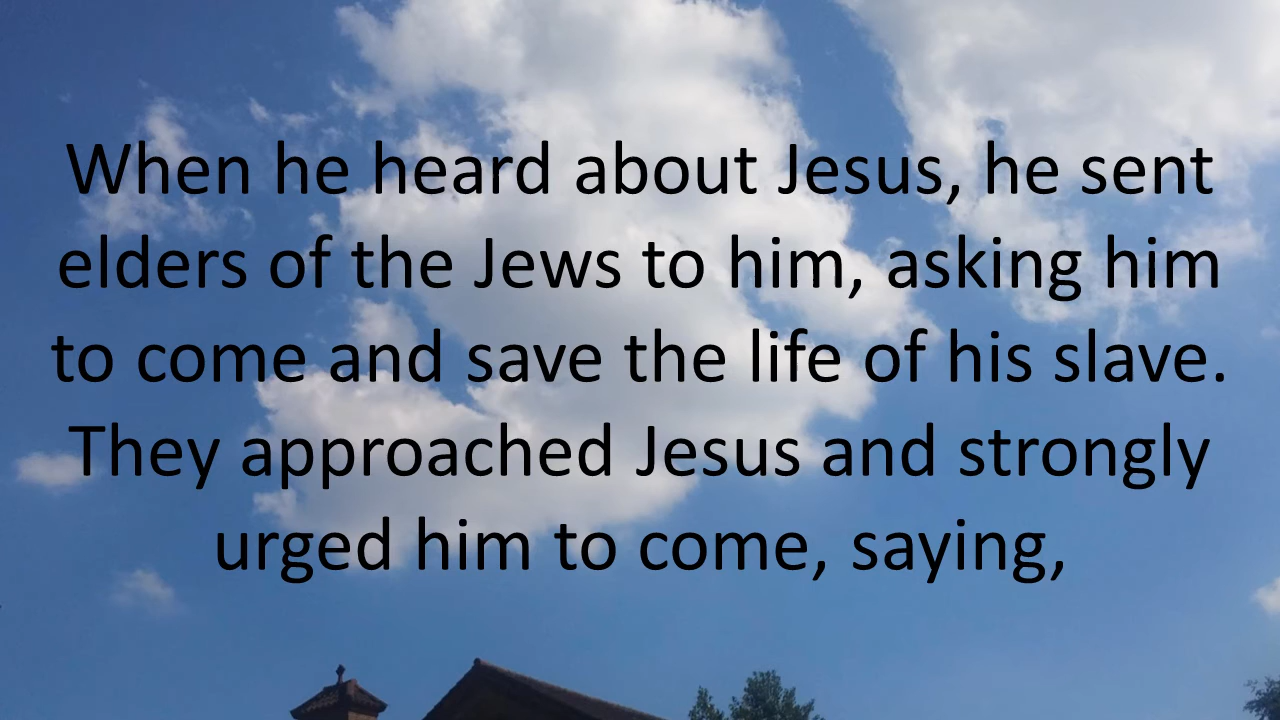 When he heard about Jesus, he sent
elders of the Jews to him, asking him
to come and save the life of his slave.
They approached Jesus and strongly
urged him to come, saying,